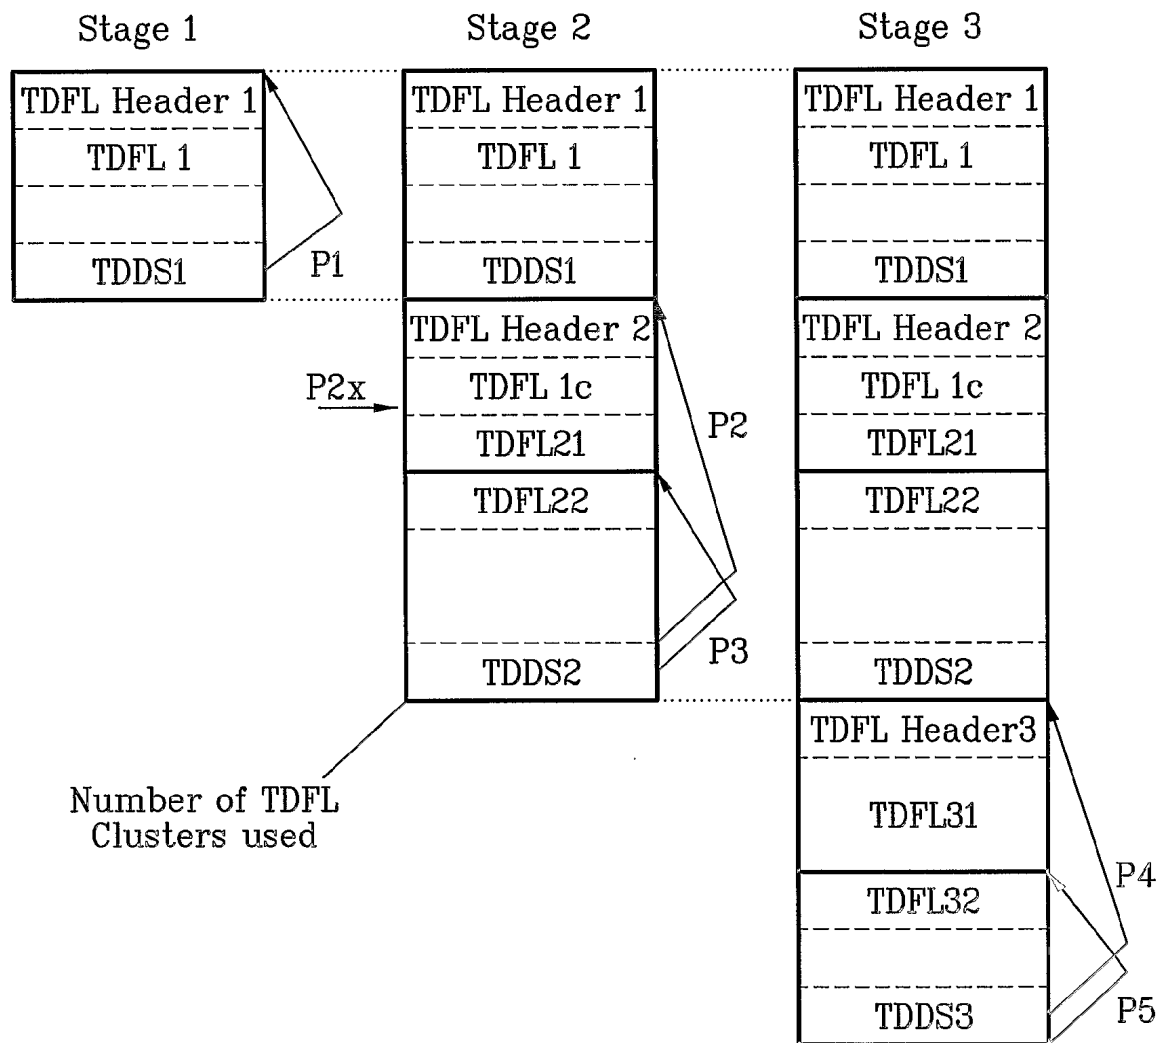 Stage 1
Stage 2
Stage 3
TDFL Header 1
TDFL 1
TDDS1
P1
TDFL Header 1
TDFL 1
TDDS1
TDFL Header 2
P2x
TDFL 1c
TDFL21
P2
TDFL22
P3
TDDS2
Number of TDFL
Clusters used
TDFL Header 1
TDFL 1
TDDS1
TDFL Header 2
TDFL 1c
TDFL21
TDFL22
TDDS2
TDFL Header3
TDFL31
P4
TDFL32
TDDS3
P5